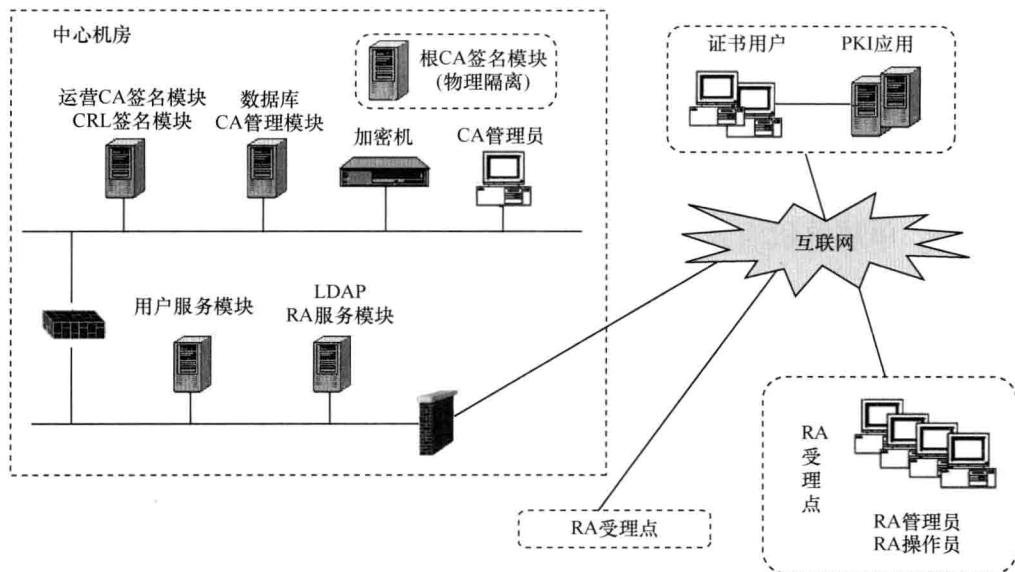 中心机房
根CA签名模块
(物理隔离)
运营CA签名模块
CRL签名模块
数据库
CA管理模块
加密机
CA管理员
用户服务模块
LDAP
RA服务模块
证书用户
PKI应用
互联网
RA受理点
RA受理点
RA管理员
RA操作员